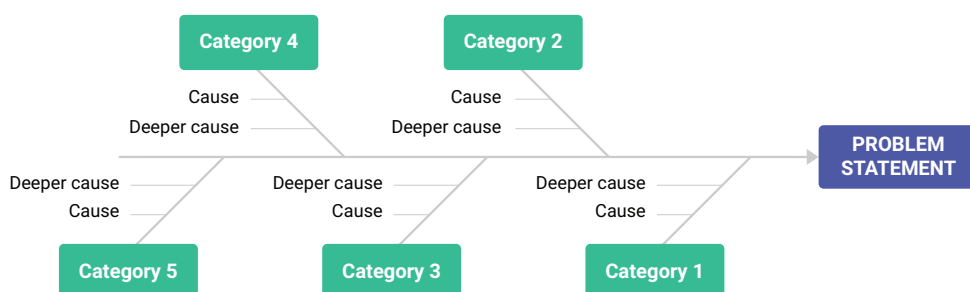 Category 4
Category 2
Cause
Cause
Deeper cause
Deeper cause
PROBLEM
STATEMENT
Deeper cause
Deeper cause
Deeper cause
Cause
Cause
Cause
Category 5
Category 3
Category 1